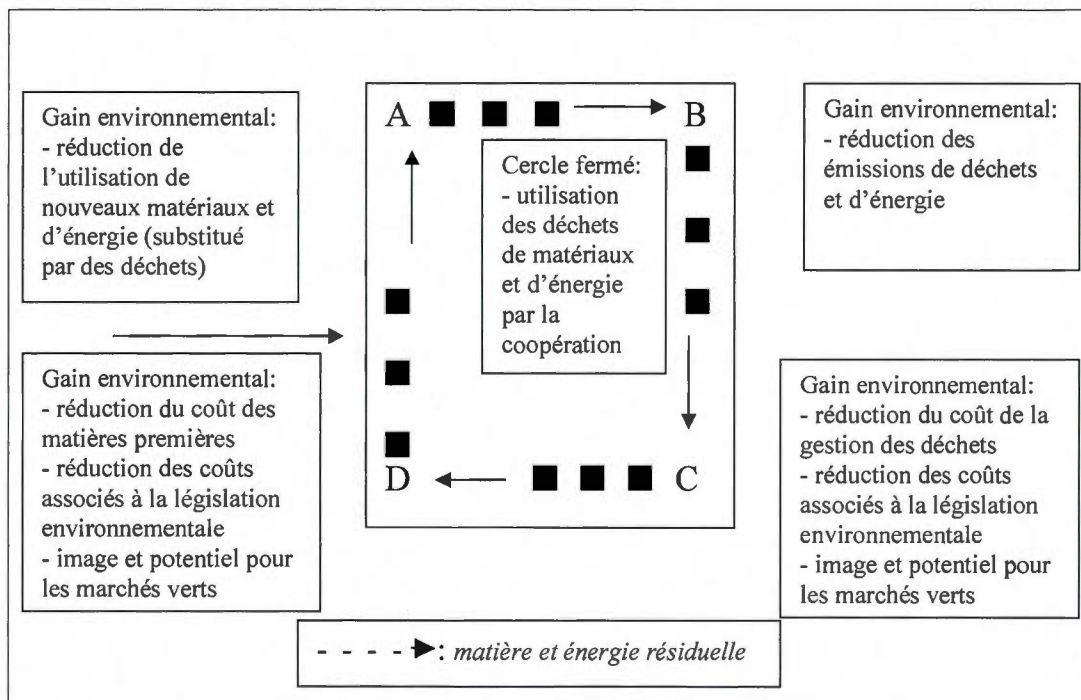 Gain environnemental:
- réduction de
l'utilisation de
nouveaux matériaux et
d'énergie (substitué
par des déchets)
A
B
Cercle fermé:
- utilisation
des déchets
de matériaux
et d'énergie
par la
coopération
Gain environnemental:
- réduction des
émissions de déchets
et d'énergie
Gain environnemental:
- réduction du coût des
matières premières
- réduction des coûts
associés à la législation
environnementale
- image et potentiel pour
les marchés verts
D
C
Gain environnemental:
- réduction du coût de la
gestion des déchets
- réduction des coûts
associés à la législation
environnementale
- image et potentiel pour
les marchés verts
: matière et énergie résiduelle